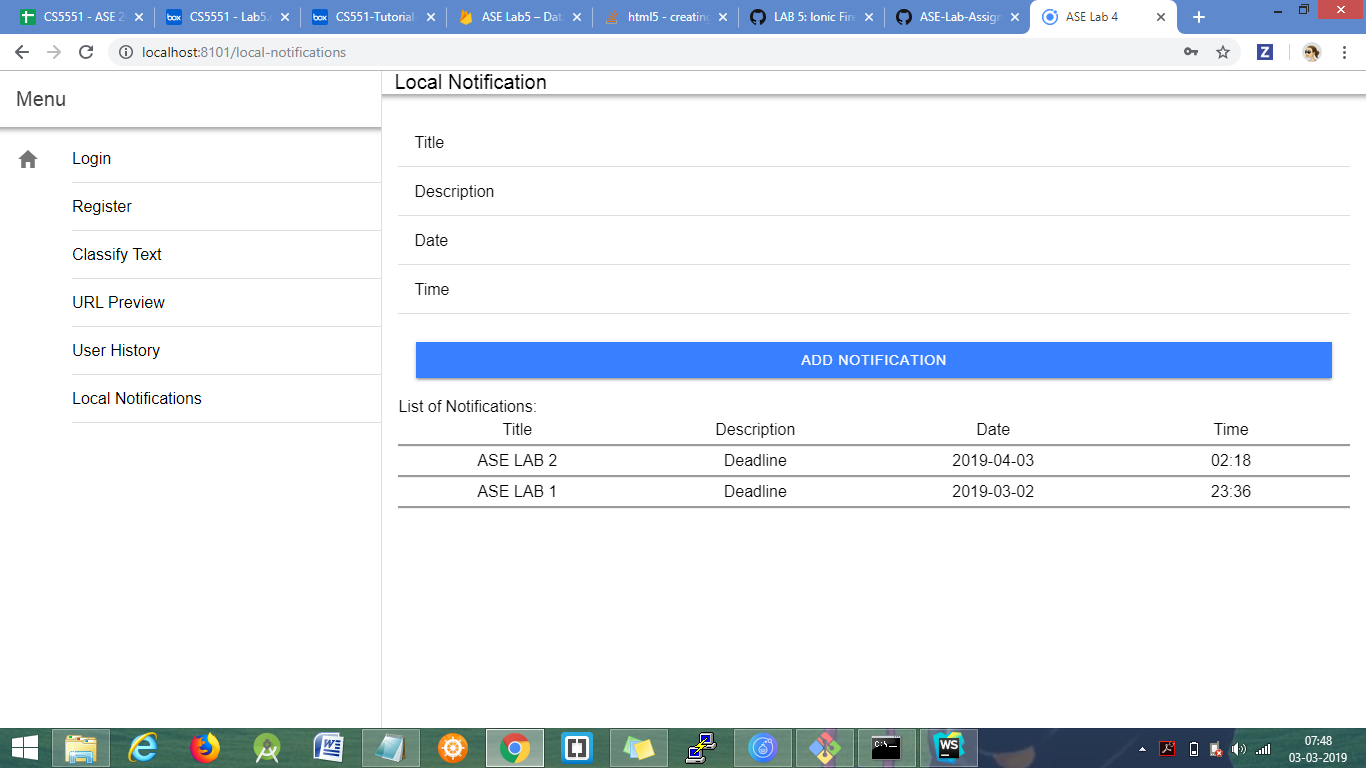 CS5551 - ASE 2
CS5551 - Lab5.
CS551-Tutorial
ASE Lab5 – Dat
html5 - creating
LAB 5: Ionic Fire
ASE-Lab-Assign
ASE Lab 4
localhost:8101/local-notifications
Z
Menu
Login
Register
Classify Text
URL Preview
User History
Local Notifications
Local Notification
Title
Description
Date
Time
ADD NOTIFICATION
List of Notifications:
Title Description Date Time
ASE LAB 2 Deadline 2019-04-03 02:18
ASE LAB 1 Deadline 2019-03-02 23:36
WS
07:48
03-03-2019